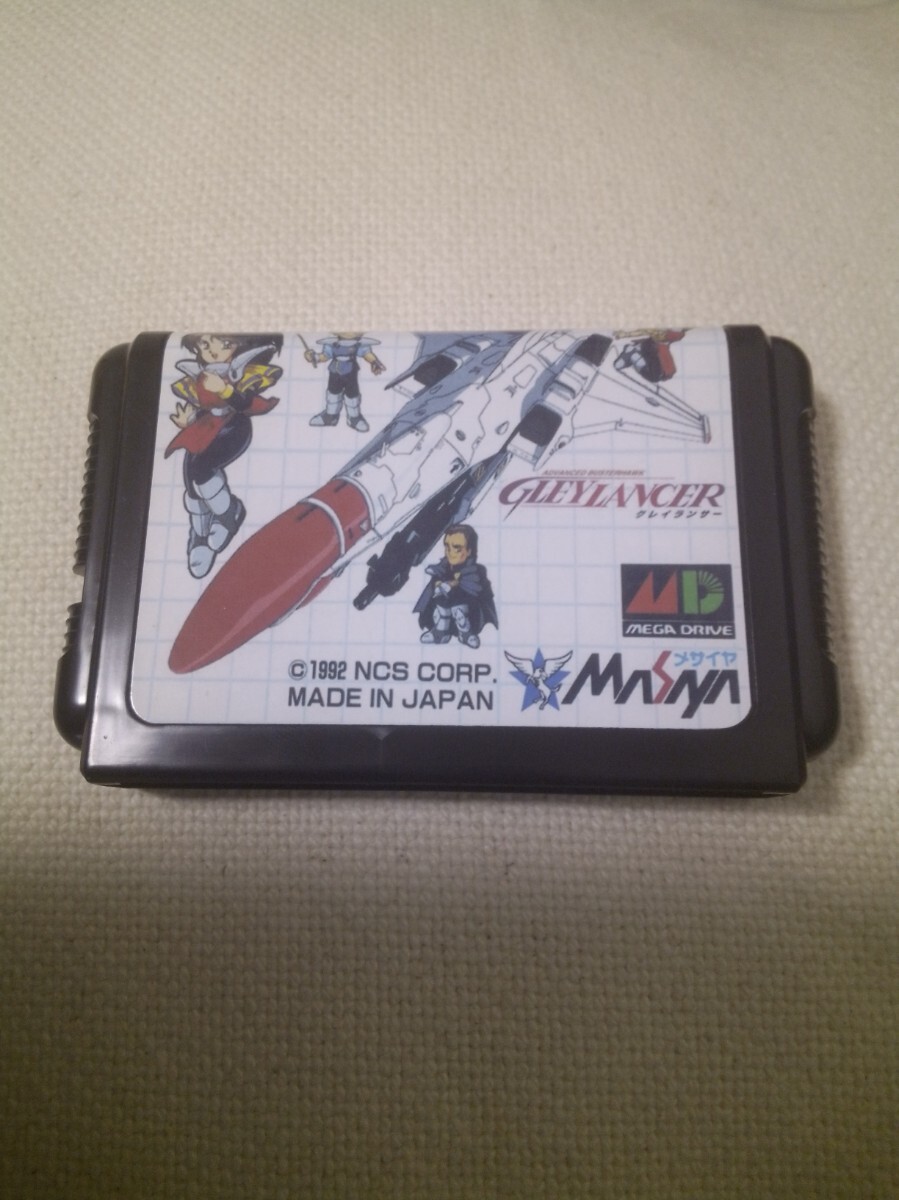 ADVANCED BUSTERHAWK
GLEYLANCER
グレイランサー
MD
MEGA DRIVE
©1992 NCS CORP.
MADE IN JAPAN
メサイヤ
MASAYA